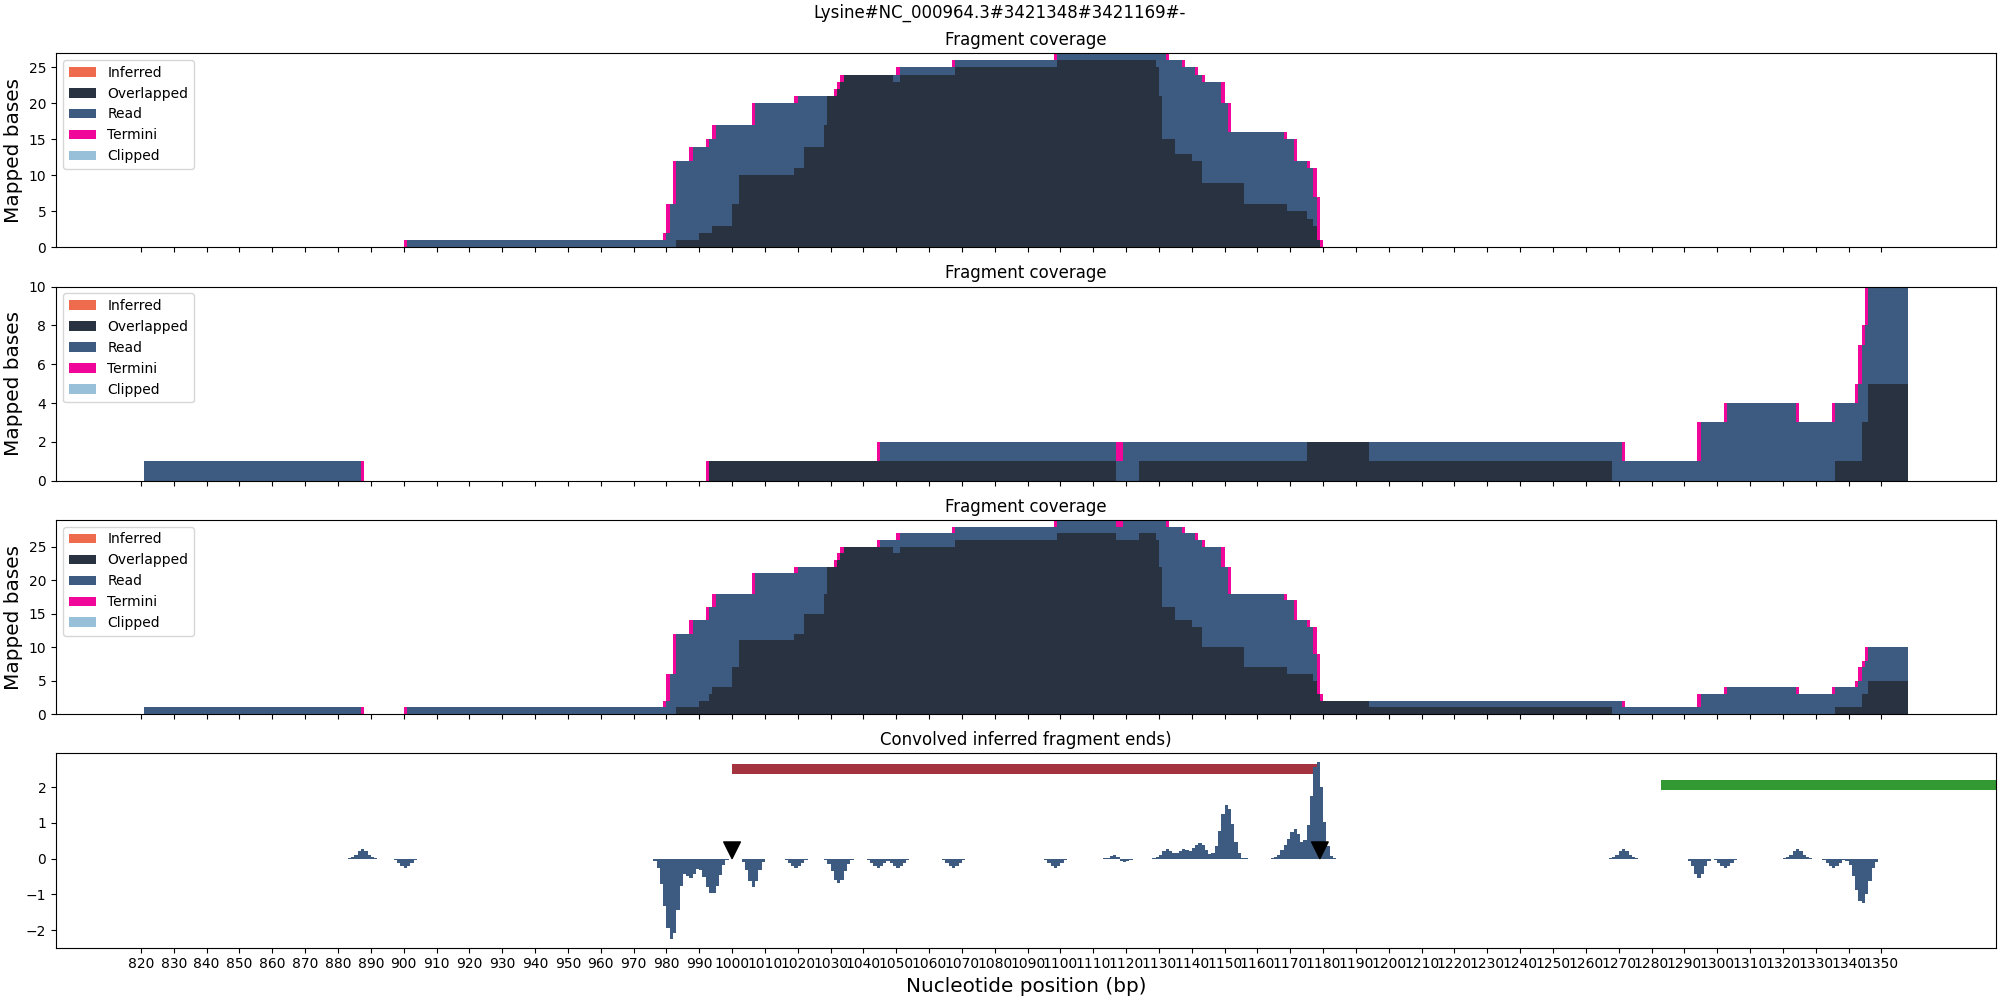 Lysine#NC_000964.3#3421348#3421169#-
Fragment coverage
Mapped bases
25
20
15
10
5
0
Inferred
Overlapped
Read
Termini
Clipped
Fragment coverage
Mapped bases
10
8
6
4
2
0
Inferred
Overlapped
Read
Termini
Clipped
Fragment coverage
Mapped bases
25
20
15
10
5
0
Inferred
Overlapped
Read
Termini
Clipped
Convolved inferred fragment ends)
2
1
0
−1
−2
820 830 840 850 860 870 880 890 900 910 920 930 940 950 960 970 980 990 1000 1010 1020 1030 1040 1050 1060 1070 1080 1090 1100 1110 1120 1130 1140 1150 1160 1170 1180 1190 1200 1210 1220 1230 1240 1250 1260 1270 1280 1290 1300 1310 1320 1330 1340 1350
Nucleotide position (bp)